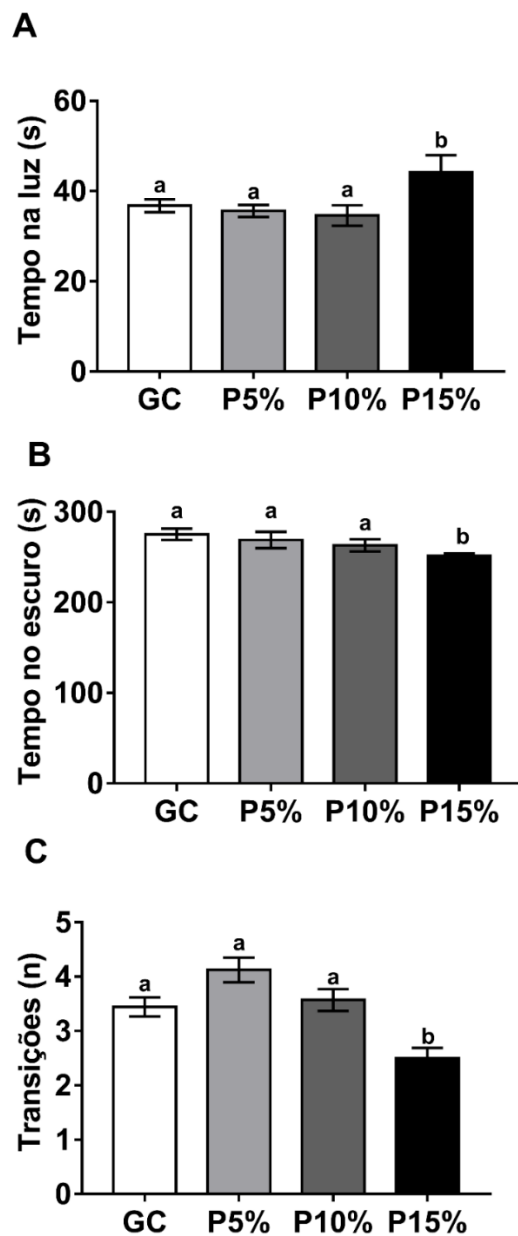 A
Tempo na luz (s)
60
40
20
0
a
a
a
b
GC P5% P10% P15%
B
Tempo no escuro (s)
300
200
100
0
a
a
a
b
GC P5% P10% P15%
C
Transições (n)
5
4
3
2
1
0
a
a
a
b
GC P5% P10% P15%